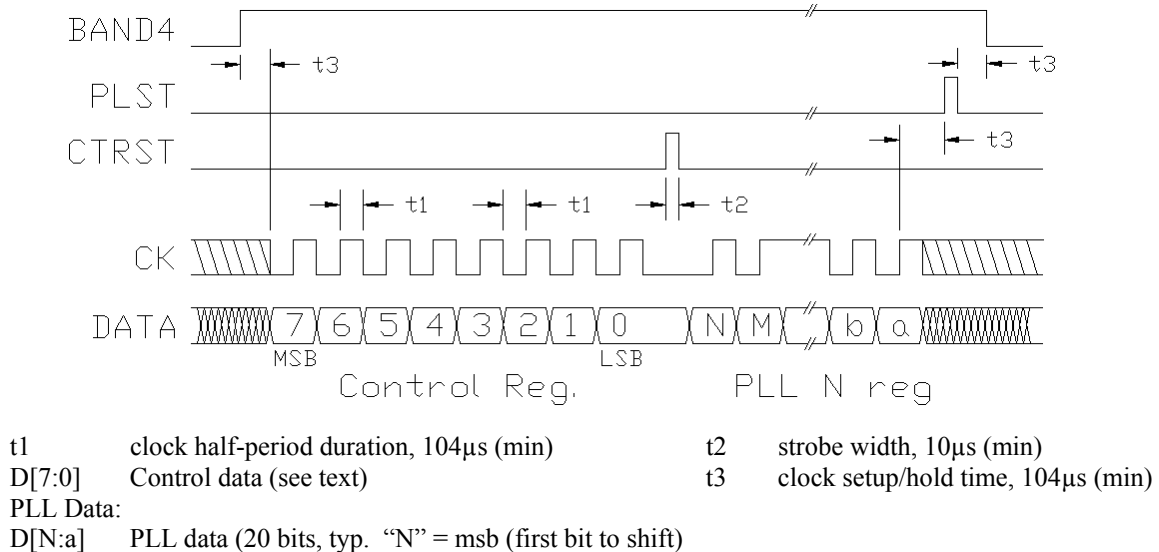 BAND4
t3
t3
PLST
t3
CTRST
t1
t1
t2
CK
DATA
7 6 5 4 3 2 1 0 N M b a
MSB LSB
Control Reg. PLL N reg
t1 clock half-period duration, 104µs (min) t2 strobe width, 10µs (min)
D[7:0] Control data (see text) t3 clock setup/hold time, 104µs (min)
PLL Data:
D[N:a] PLL data (20 bits, typ. “N” = msb (first bit to shift)